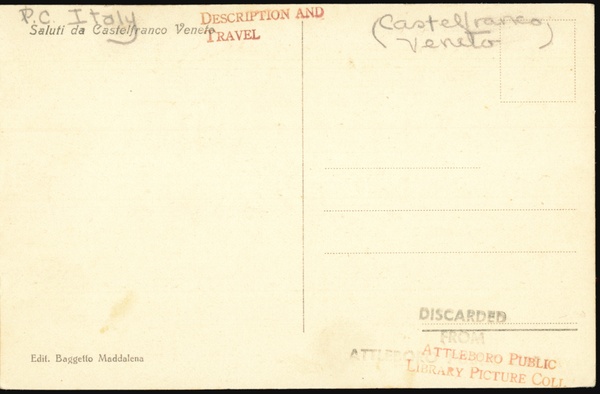 P.C Italy
Saluti da Castelfranco Veneto
DESCRIPTION AND
TRAVEL
(Castelfranco
Veneto)
Edit. Baggetto Maddalena
DISCARDED
FROM
ATTLEBORO
ATTLEBORO PUBLIC
LIBRARY PICTURE COLL.